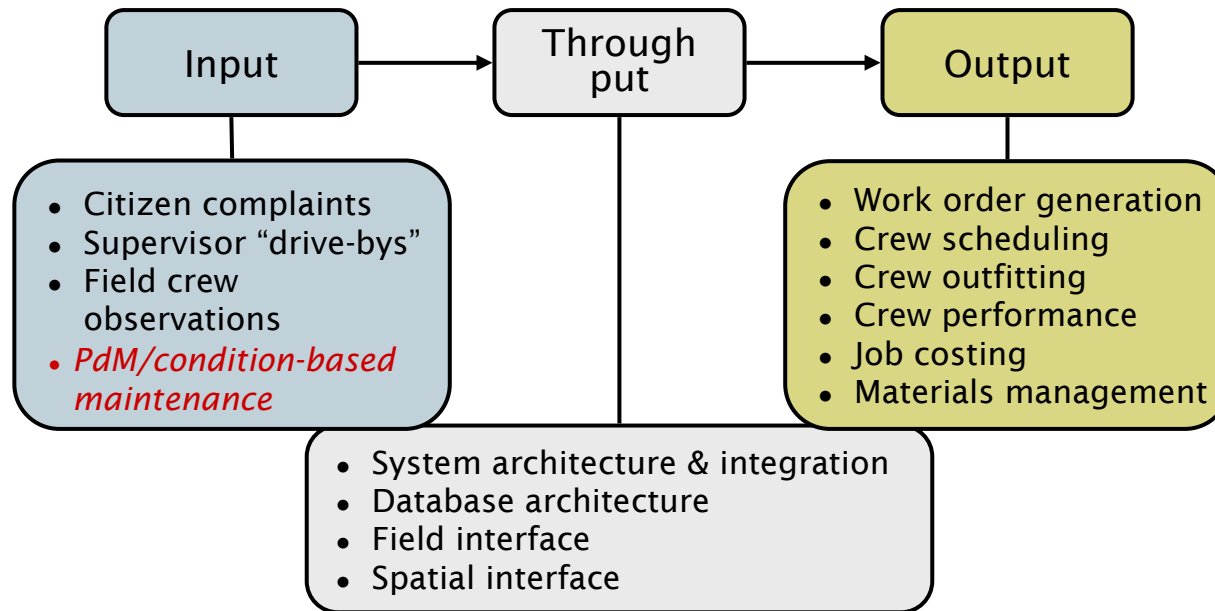 Input
Through
put
Output
• Citizen complaints
• Supervisor “drive-bys”
• Field crew
observations
• PdM/condition-based
maintenance
• Work order generation
• Crew scheduling
• Crew outfitting
• Crew performance
• Job costing
• Materials management
• System architecture & integration
• Database architecture
• Field interface
• Spatial interface